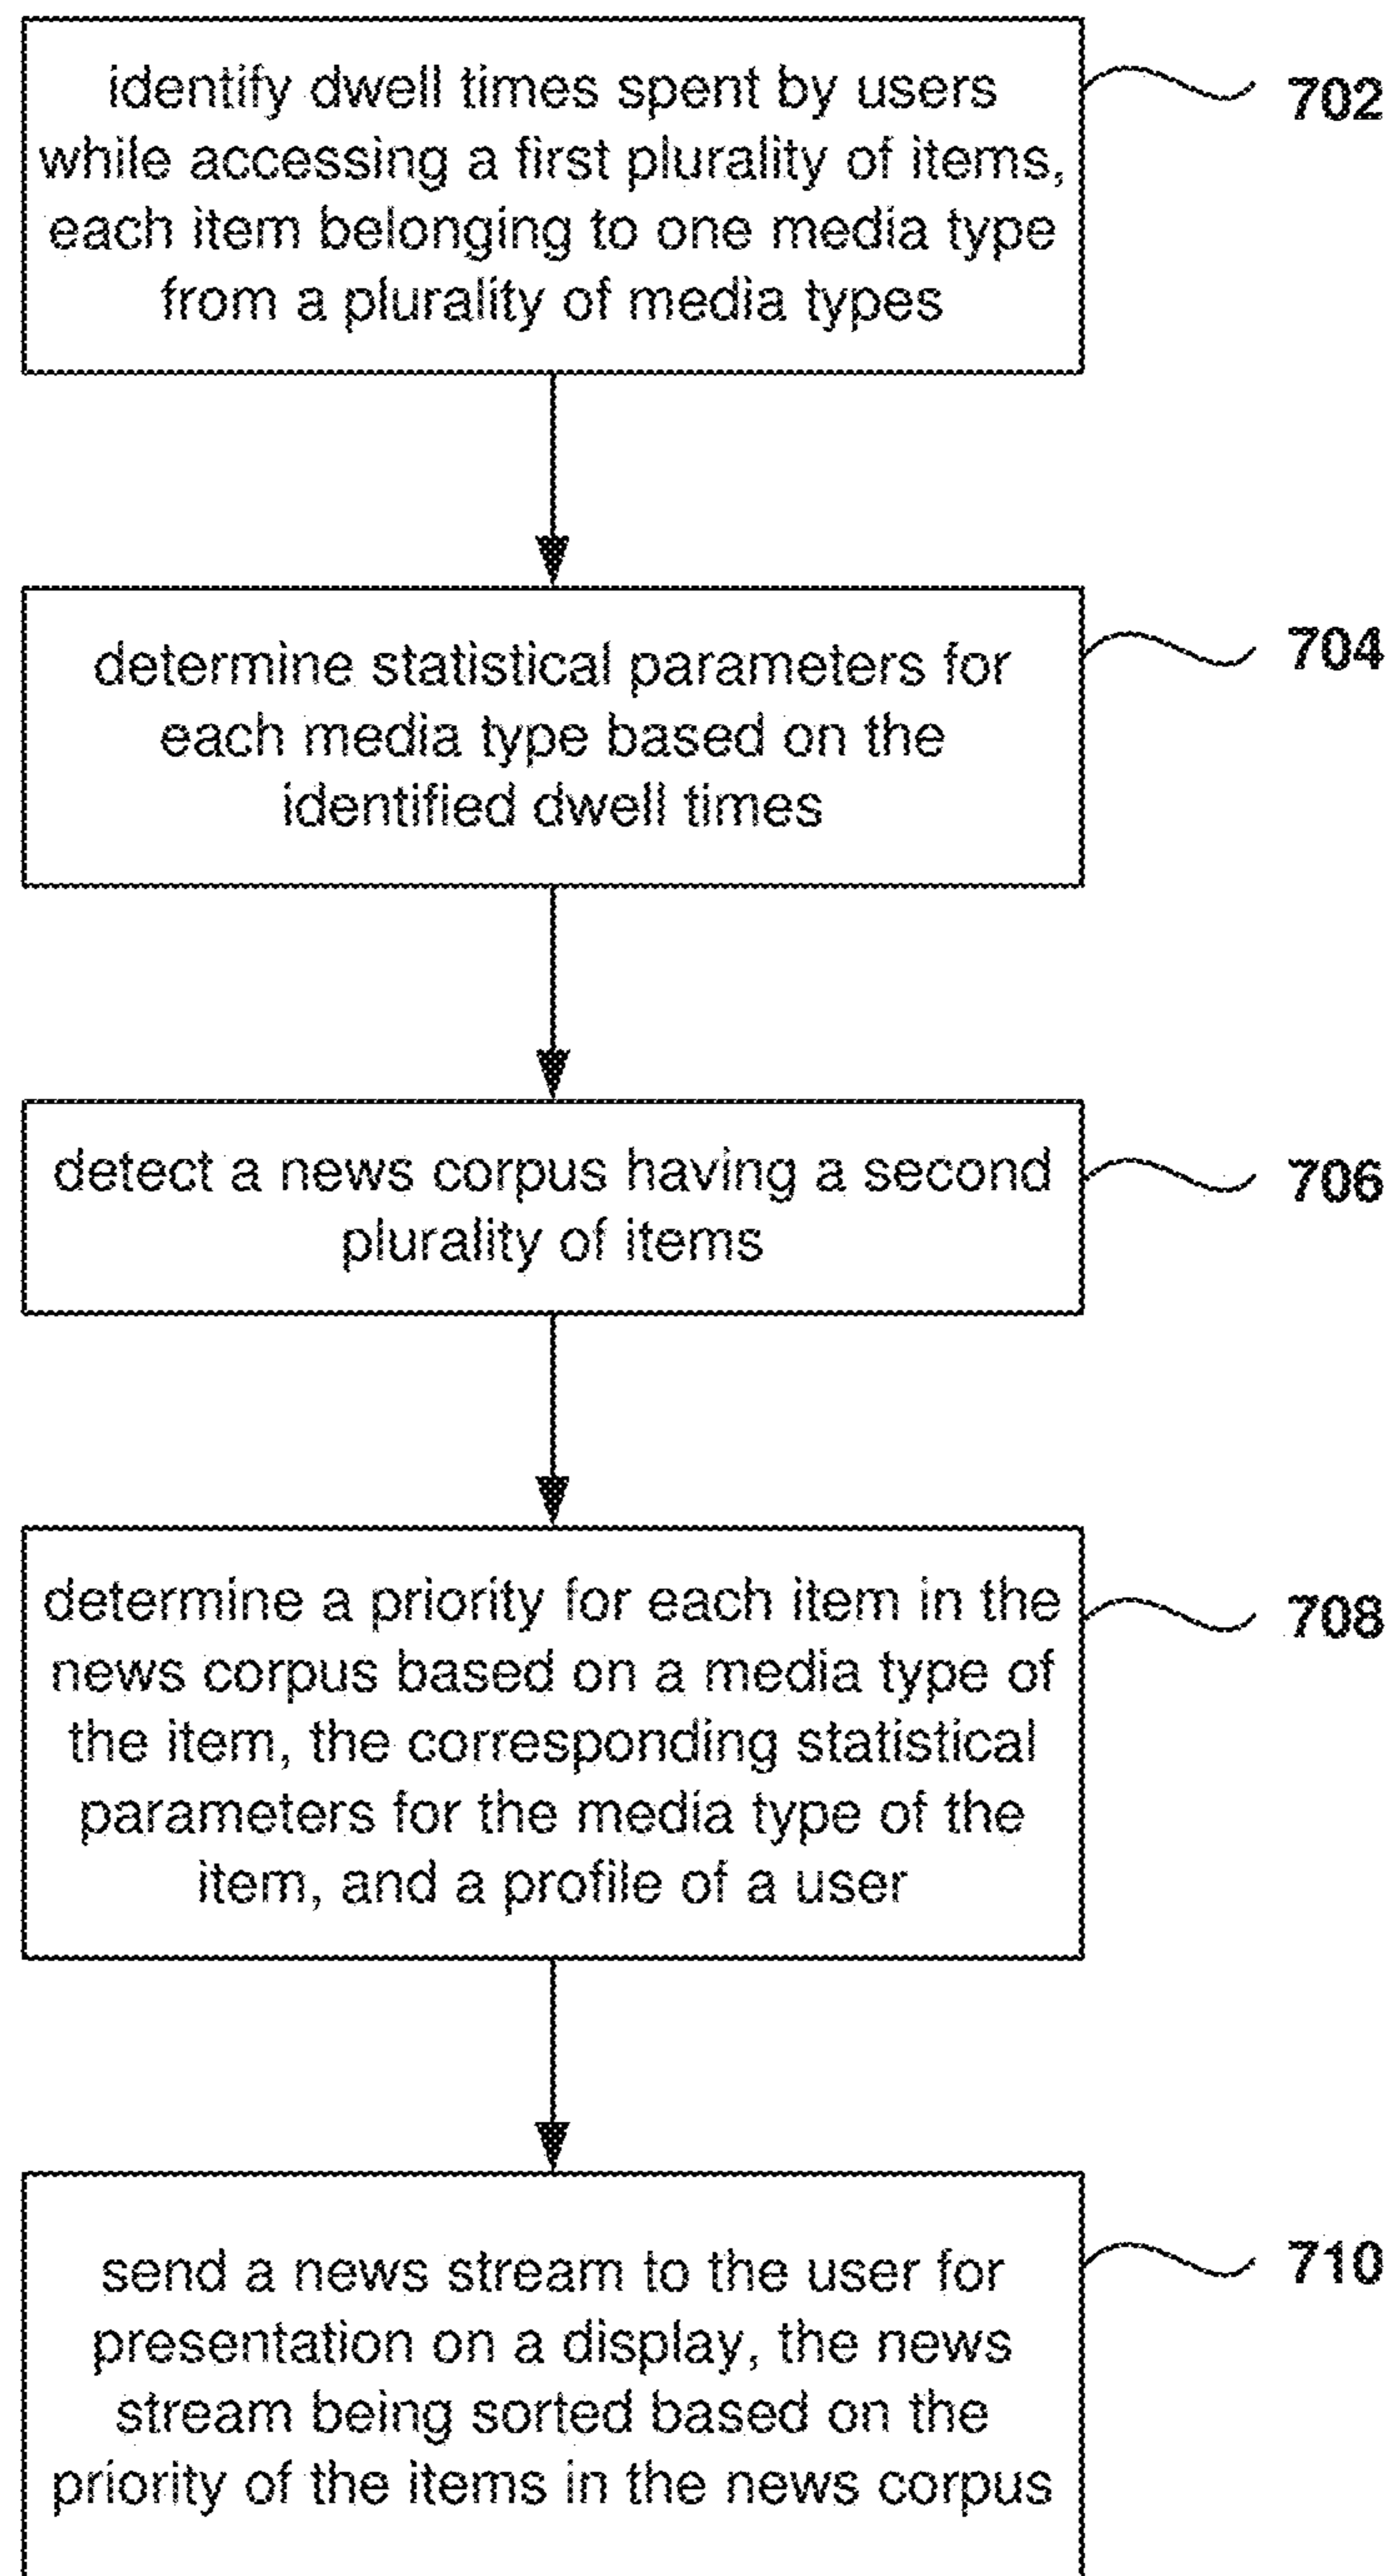 identify dwell times spent by users
while accessing a first plurality of items,
each item belonging to one media type
from a plurality of media types
702
determine statistical parameters for
each media type based on the
identified dwell times
704
detect a news corpus having a second
plurality of items
706
determine a priority for each item in the
news corpus based on a media type of
the item, the corresponding statistical
parameters for the media type of the
item, and a profile of a user
708
send a news stream to the user for
presentation on a display, the news
stream being sorted based on the
priority of the items in the news corpus
710